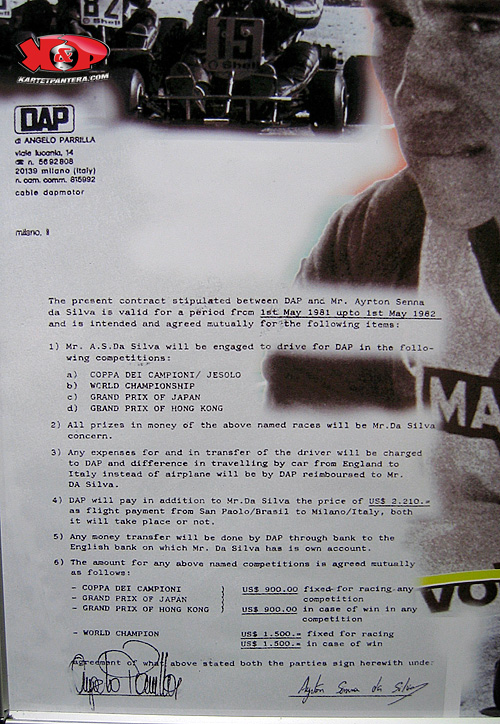 82
Shell
15
Shell
K&P
KARTETPANTERA.COM
DAP
di ANGELO PARRILLA
viale lucania, 14
☎ n. 5692808
20139 milano (italy)
n. cam. comm. 815992
cable dapmotor
milano, li
The present contract stipulated between DAP and Mr. Ayrton Senna
da Silva is valid for a period from 1st May 1981 upto 1st May 1982
and is intended and agreed mutually for the following items:
1) Mr. A.S.Da Silva will be engaged to drive for DAP in the follo-
wing competitions:
a) COPPA DEI CAMPIONI/ JESOLO
b) WORLD CHAMPIONSHIP
c) GRAND PRIX OF JAPAN
d) GRAND PRIX OF HONG KONG
2) All prizes in money of the above named races will be Mr.Da Silva
concern.
3) Any expenses for and in transfer of the driver will be charged
to DAP and difference in travelling by car from England to
Italy instead of airplane will be by DAP reimboursed to Mr.
DA Silva.
4) DAP will pay in addition to Mr.Da Silva the price of US$ 2.210.=
as flight payment from San Paolo/Brasil to Milano/Italy, both
it will take place or not.
5) Any money transfer will be done by DAP through bank to the
English bank on which Mr. Da Silva has is own account.
6) The amount for any above named competitions is agreed mutually
as follows:
- COPPA DEI CAMPIONI } US$ 900.00 fixed for racing any
- GRAND PRIX OF JAPAN competition
- GRAND PRIX OF HONG KONG US$ 900.00 in case of win in any
competition
- WORLD CHAMPION US$ 1.500.= fixed for racing
US$ 1.500.= in case of win
Agreement of what above stated both the parties sign herewith under
Angelo Parrilla
Ayrton Senna da Silva
MA
VO